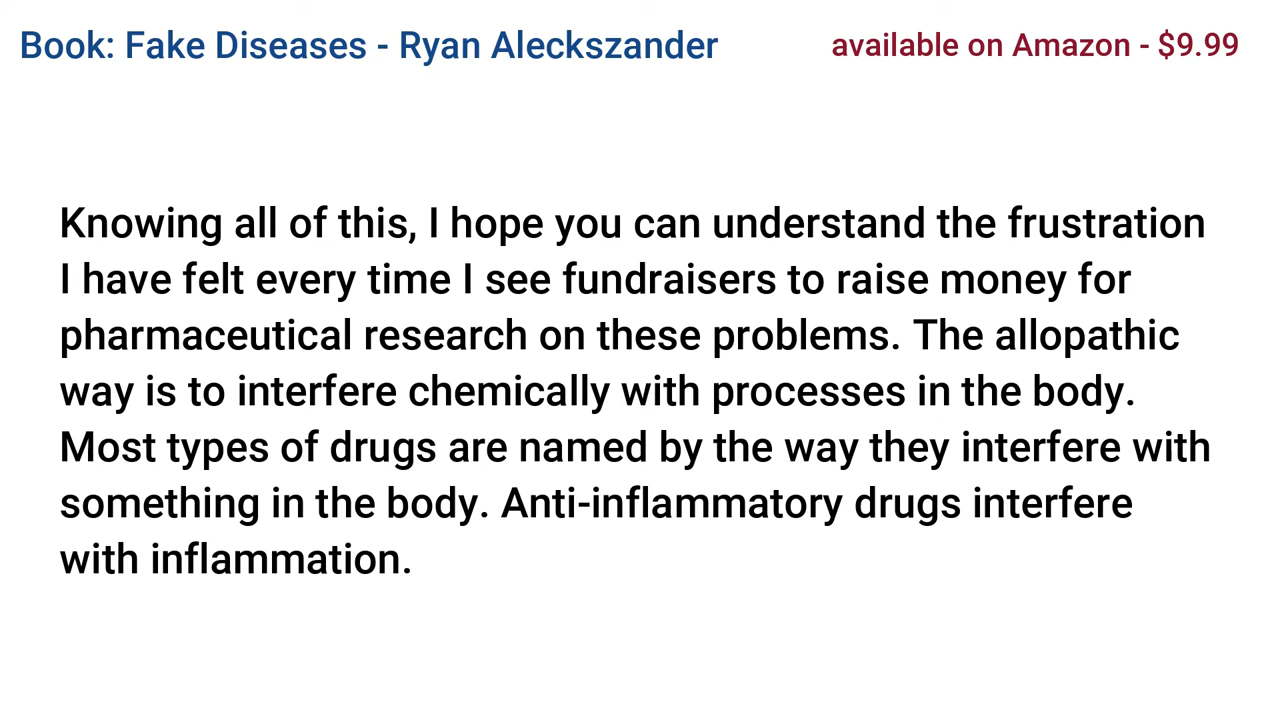 Book: Fake Diseases - Ryan Aleckszander
available on Amazon - $9.99
Knowing all of this, I hope you can understand the frustration
I have felt every time I see fundraisers to raise money for
pharmaceutical research on these problems. The allopathic
way is to interfere chemically with processes in the body.
Most types of drugs are named by the way they interfere with
something in the body. Anti-inflammatory drugs interfere
with inflammation.